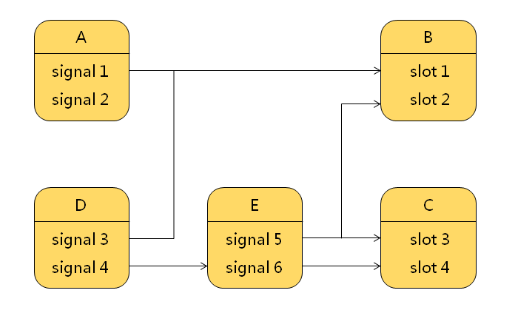 A
signal 1
signal 2
B
slot 1
slot 2
D
signal 3
signal 4
E
signal 5
signal 6
C
slot 3
slot 4